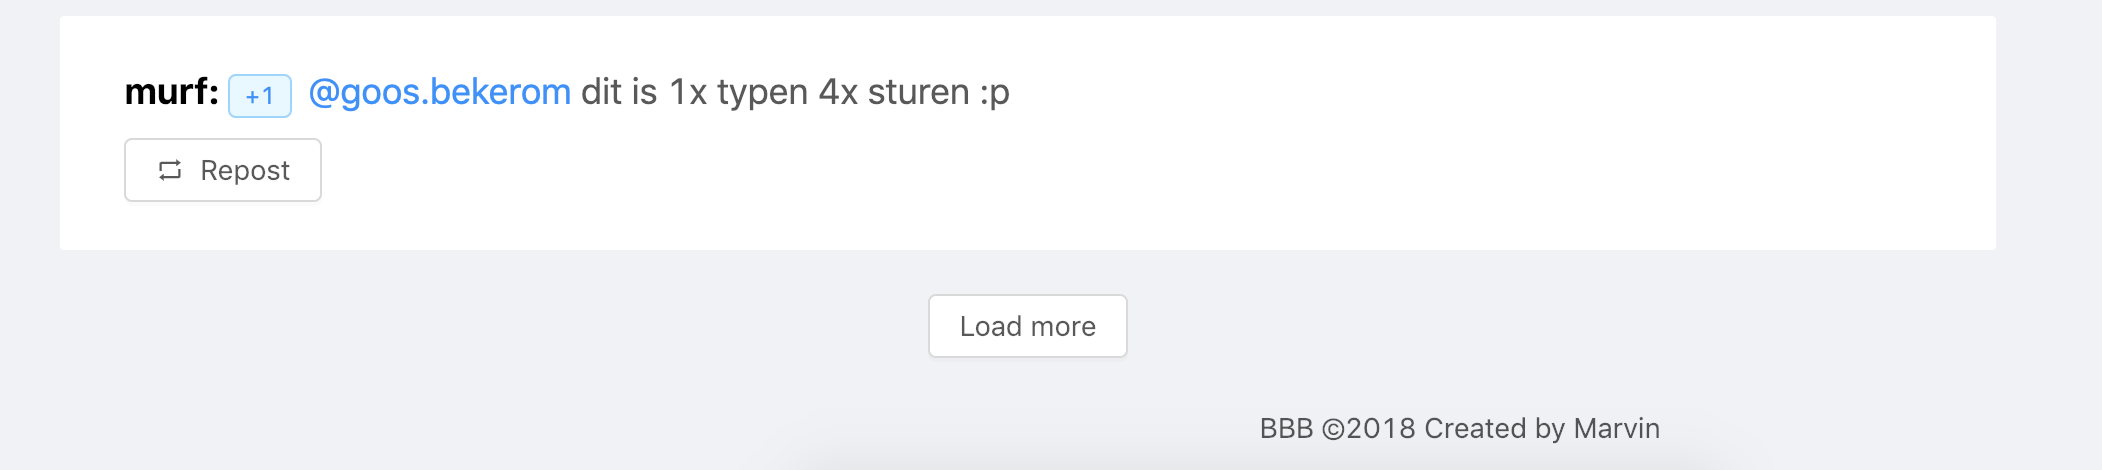 murf: +1 @goos.bekerom dit is 1x typen 4x sturen :p
Repost
Load more
BBB ©2018 Created by Marvin